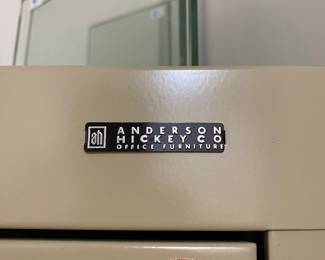 ah
ANDERSON
HICKEY CO
OFFICE FURNITURE